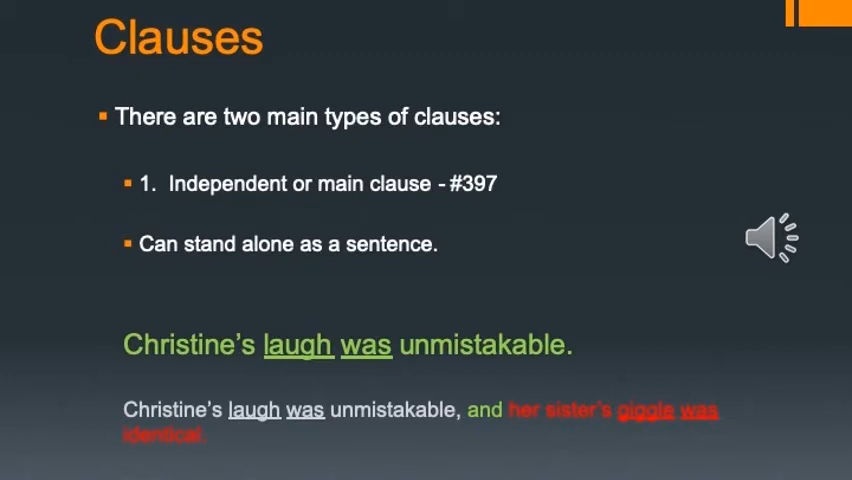 Clauses
There are two main types of clauses:
1. Independent or main clause - #397
Can stand alone as a sentence.
Christine’s laugh was unmistakable.
Christine’s laugh was unmistakable, and her sister’s giggle was
identical.